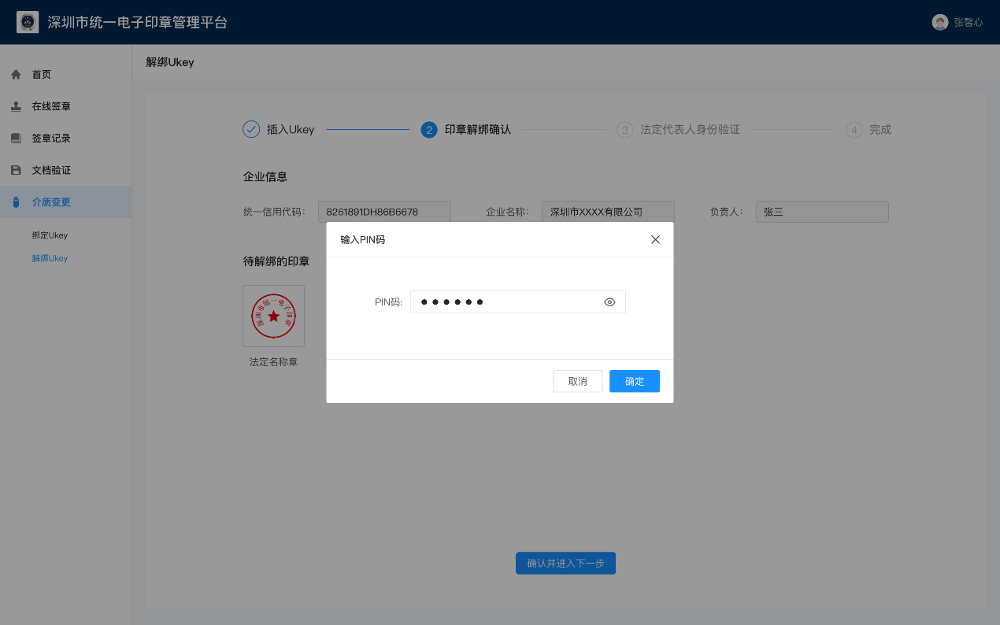 深圳市统一电子印章管理平台
张馨心
首页
在线签章
签章记录
文档验证
介质变更
绑定Ukey
解绑Ukey
解绑Ukey
插入Ukey
2 印章解绑确认
3 法定代表人身份验证
4 完成
企业信息
统一信用代码： 8261891DH86B6678 企业名称： 深圳市XXXX有限公司 负责人： 张三
待解绑的印章
深圳市统一电子印章
法定名称章
输入PIN码
PIN码:
取消 确定
确认并进入下一步